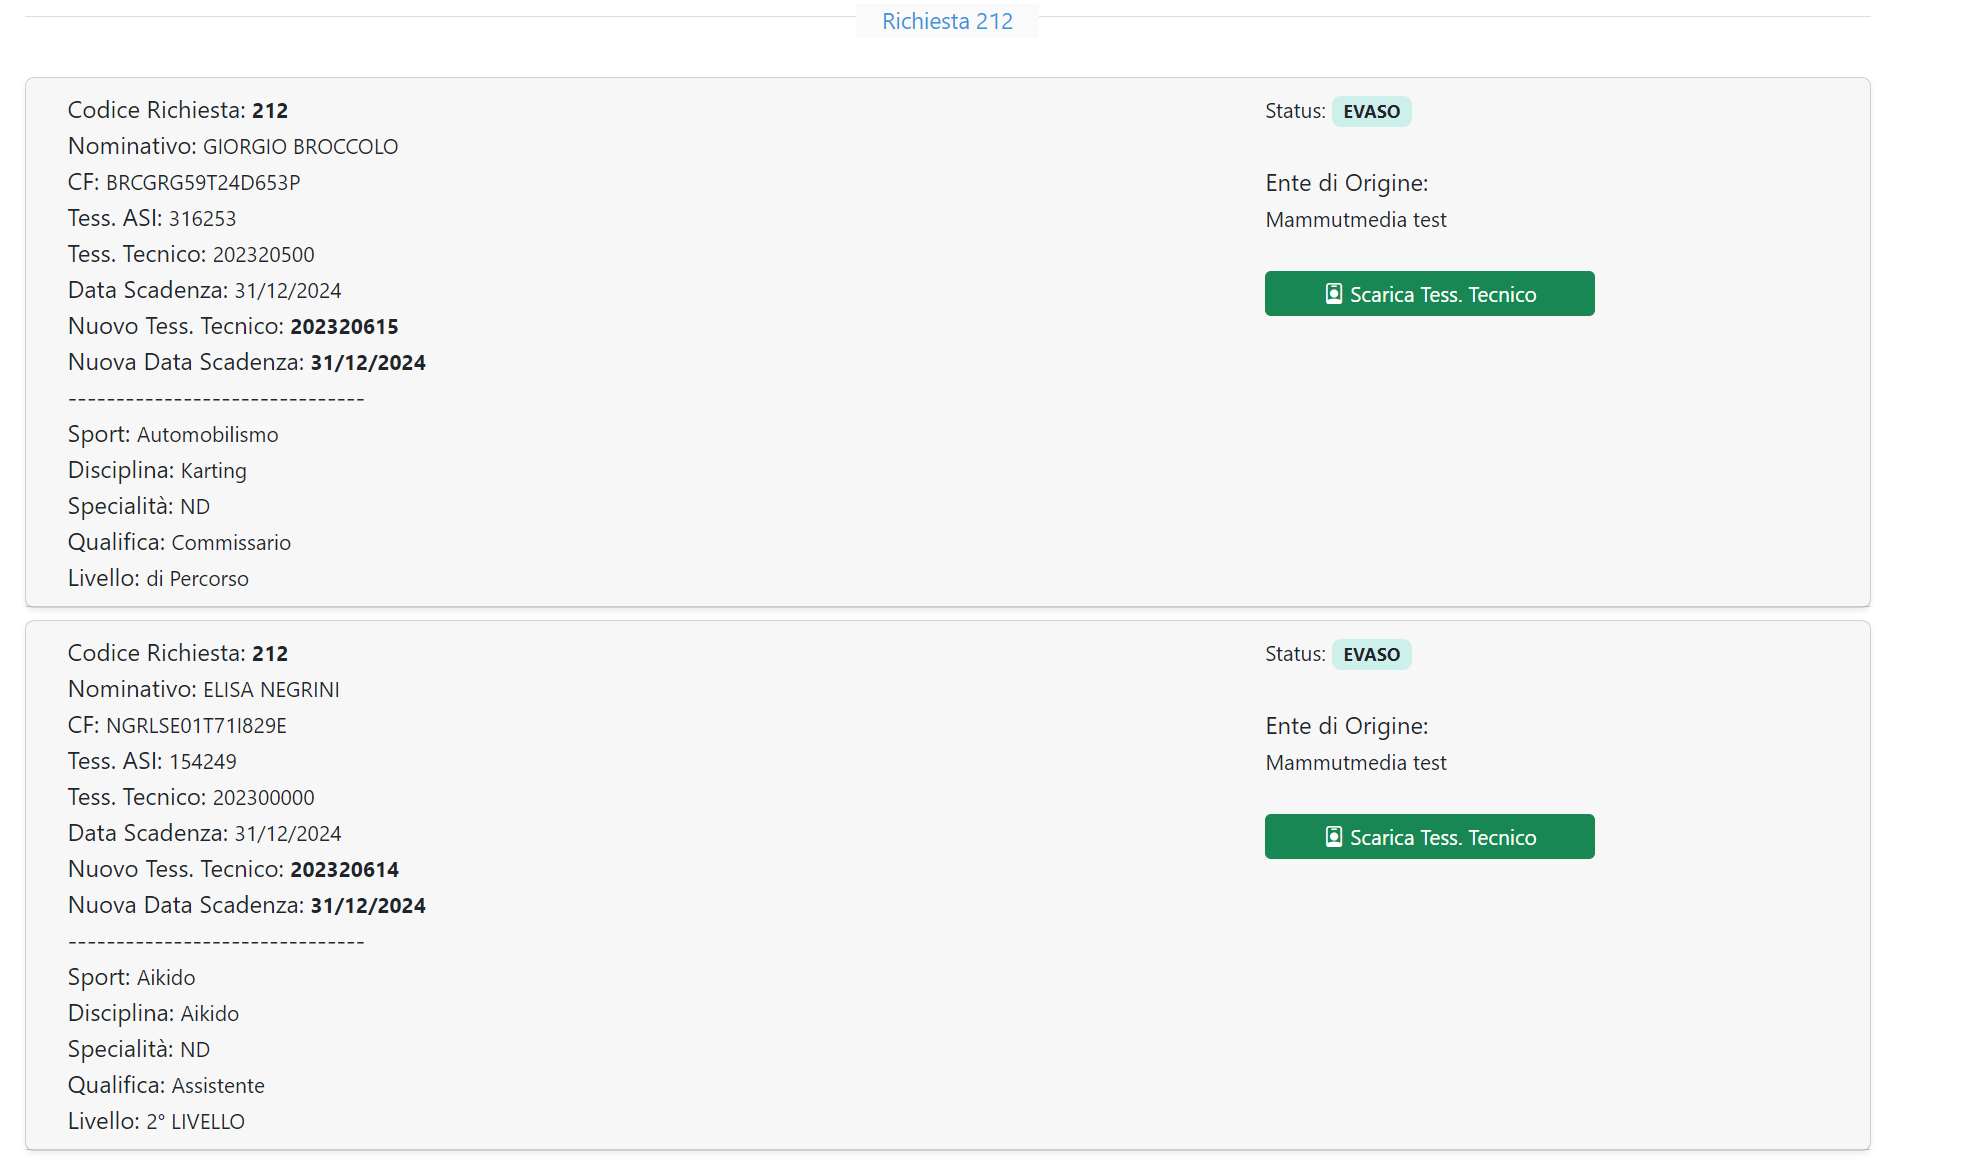 Richiesta 212
Codice Richiesta: 212
Nominativo: GIORGIO BROCCOLO
CF: BRCGRG59T24D653P
Tess. ASI: 316253
Tess. Tecnico: 202320500
Data Scadenza: 31/12/2024
Nuovo Tess. Tecnico: 202320615
Nuova Data Scadenza: 31/12/2024
-------------------------------
Sport: Automobilismo
Disciplina: Karting
Specialità: ND
Qualifica: Commissario
Livello: di Percorso
Status: EVASO
Ente di Origine:
Mammutmedia test
Scarica Tess. Tecnico
Codice Richiesta: 212
Nominativo: ELISA NEGRINI
CF: NGRLSE01T71I829E
Tess. ASI: 154249
Tess. Tecnico: 202300000
Data Scadenza: 31/12/2024
Nuovo Tess. Tecnico: 202320614
Nuova Data Scadenza: 31/12/2024
-------------------------------
Sport: Aikido
Disciplina: Aikido
Specialità: ND
Qualifica: Assistente
Livello: 2° LIVELLO
Status: EVASO
Ente di Origine:
Mammutmedia test
Scarica Tess. Tecnico